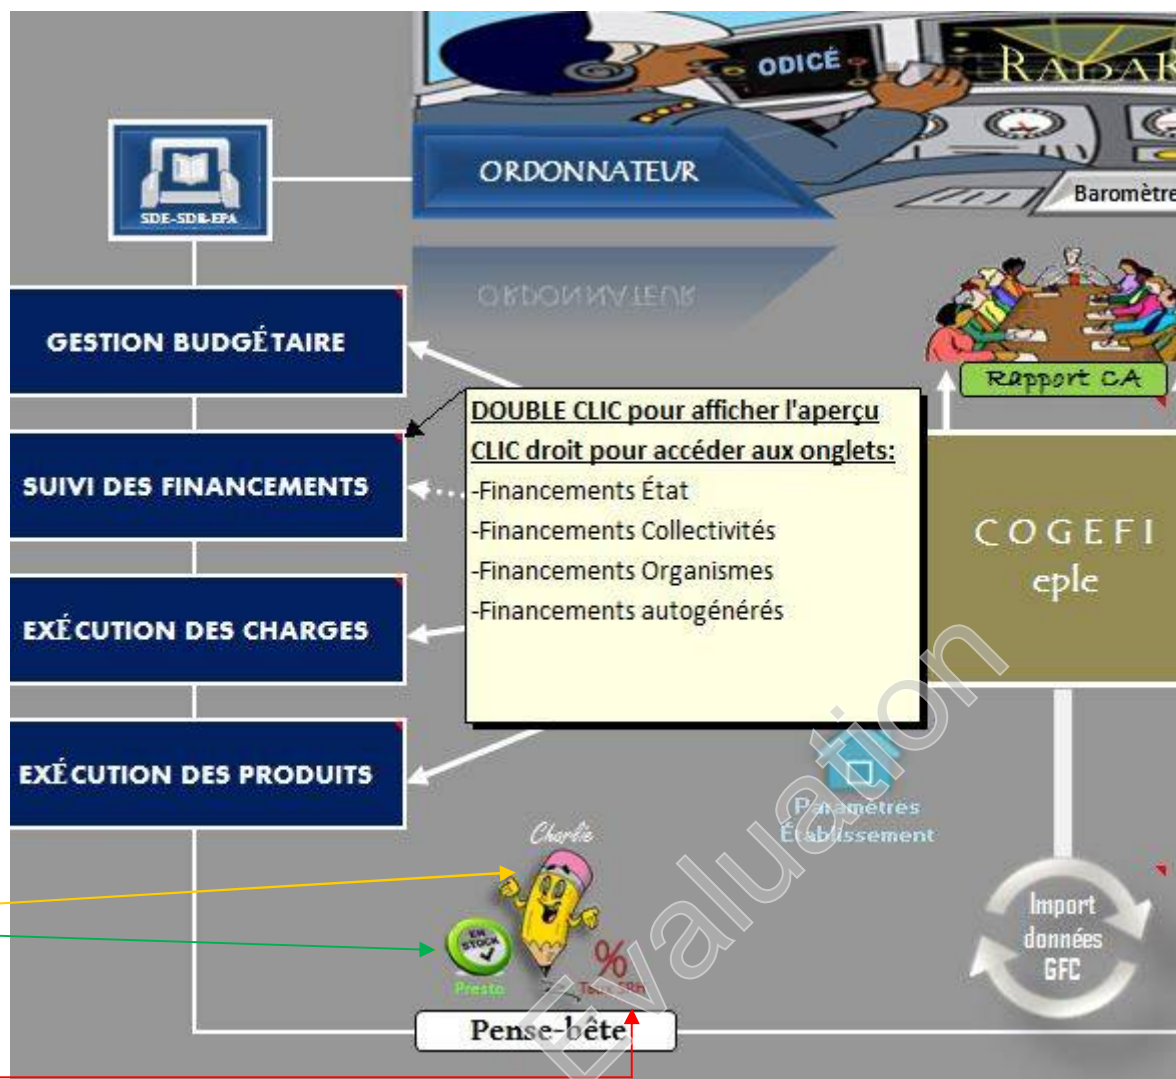 ODICÉ
RADAR
ORDONNATEUR
SDE-SDR-EPA
Baromètre
ORDONNATEUR
GESTION BUDGÉTAIRE
Rapport CA
DOUBLE CLIC pour afficher l'aperçu
CLIC droit pour accéder aux onglets:
-Financements État
-Financements Collectivités
-Financements Organismes
-Financements autogénérés
SUIVI DES FINANCEMENTS
COGEFI
eple
EXÉCUTION DES CHARGES
EXÉCUTION DES PRODUITS
Paramètres
Établissement
Charlie
Import
données
GFC
EN
STOCK
Presto
%
Taux
Pense-bête
Evaluation